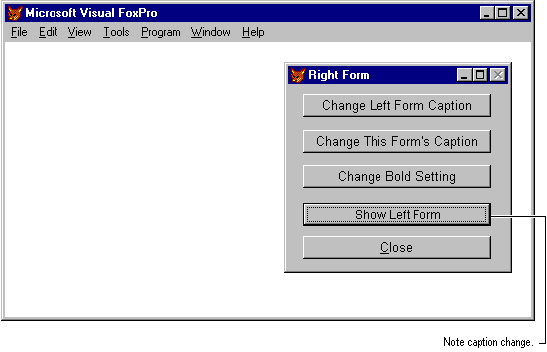 Microsoft Visual FoxPro
File Edit View Tools Program Window Help
Right Form
Change Left Form Caption
Change This Form's Caption
Change Bold Setting
Show Left Form
Close
Note caption change.